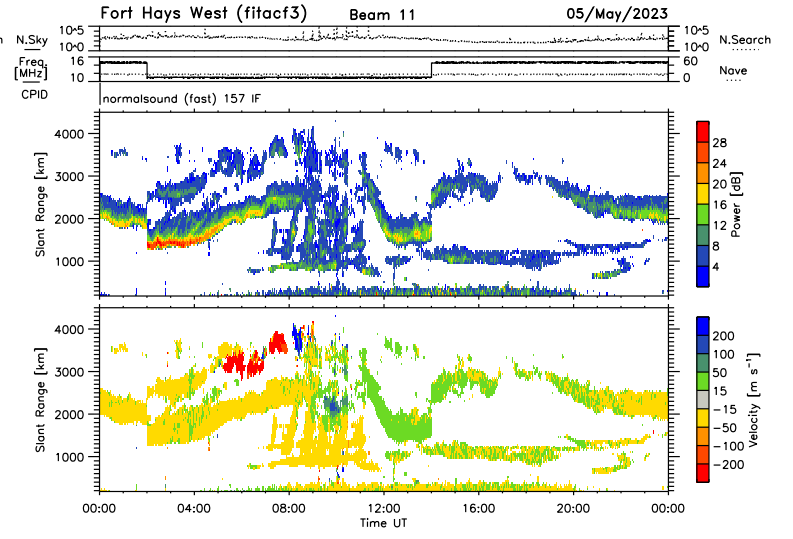 Fort Hays West (fitacf3) Beam 11 05/May/2023
N.Sky 10^5 10^0 10^5 10^0 N.Search
Freq. [MHz] 16 10 60 0 Nave
CPID normalsound (fast) 157 IF
Slant Range [km]
4000
3000
2000
1000
28
24
20
16
12
8
4
Power [dB]
Slant Range [km]
4000
3000
2000
1000
200
100
50
15
-15
-50
-100
-200
Velocity [m s⁻¹]
00:00 04:00 08:00 12:00 16:00 20:00 00:00
Time UT